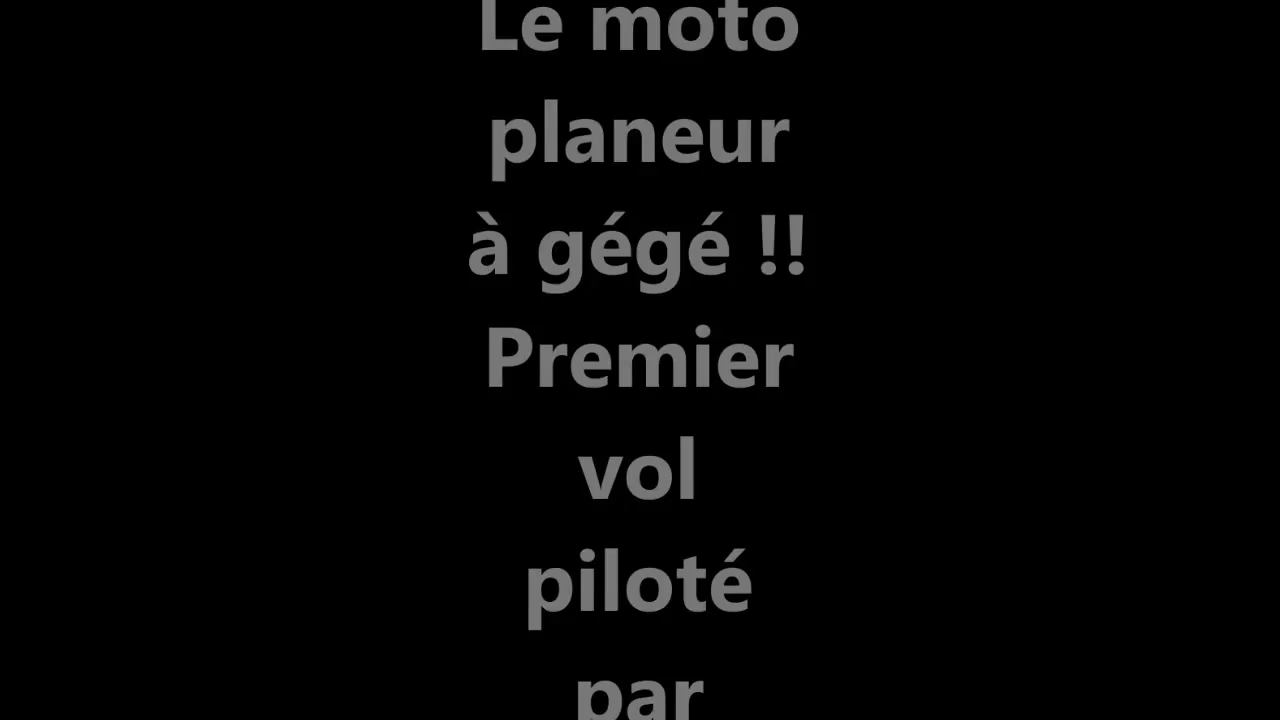 Le moto
planeur
à gégé !!
Premier
vol
piloté
par